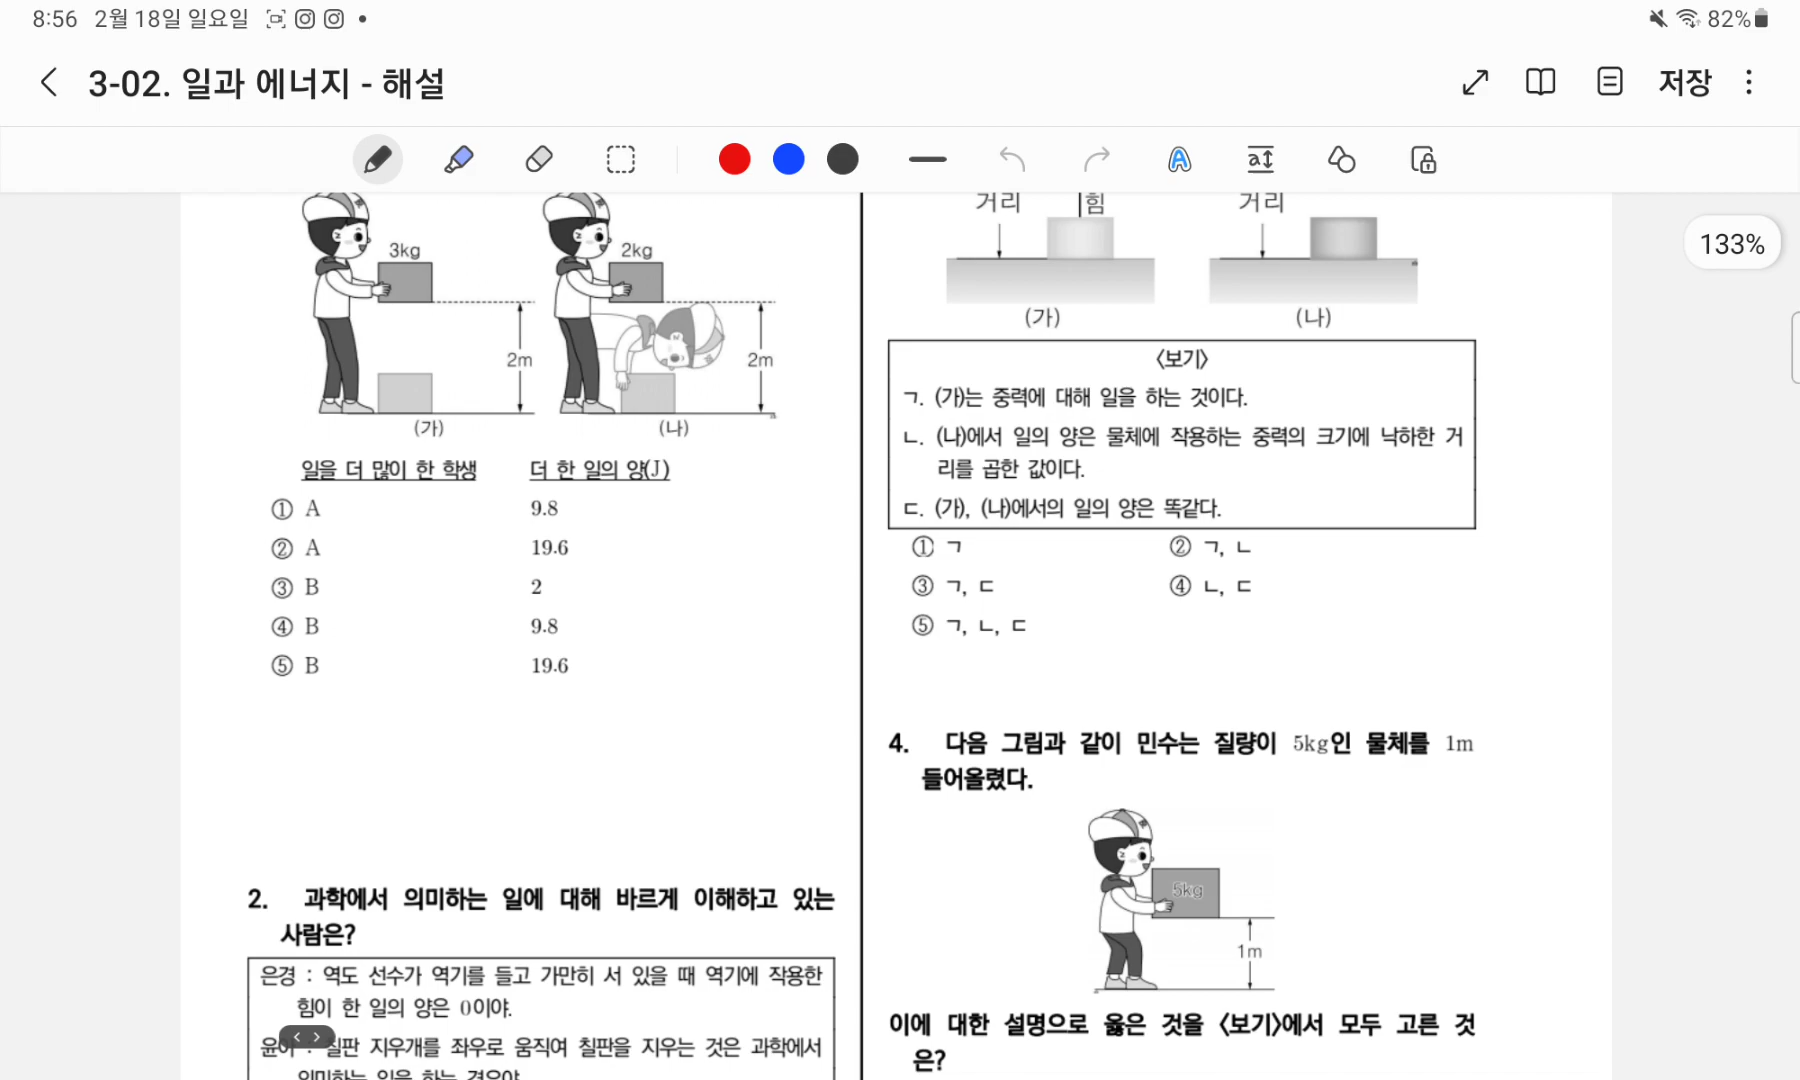 8:56 2월 18일 일요일
82%
3-02. 일과 에너지 - 해설
저장
133%
3kg
2m
(가)
2kg
2m
(나)
일을 더 많이 한 학생 더 한 일의 양(J)
① A 9.8
② A 19.6
③ B 2
④ B 9.8
⑤ B 19.6
2. 과학에서 의미하는 일에 대해 바르게 이해하고 있는
사람은?
은경 : 역도 선수가 역기를 들고 가만히 서 있을 때 역기에 작용한
힘이 한 일의 양은 0이야.
윤아 : 칠판 지우개를 좌우로 움직여 칠판을 지우는 것은 과학에서
의미하는 일을 하는 경우야
거리 힘
(가)
거리
(나)
〈보기〉
ㄱ. (가)는 중력에 대해 일을 하는 것이다.
ㄴ. (나)에서 일의 양은 물체에 작용하는 중력의 크기에 낙하한 거
리를 곱한 값이다.
ㄷ. (가), (나)에서의 일의 양은 똑같다.
① ㄱ ② ㄱ, ㄴ
③ ㄱ, ㄷ ④ ㄴ, ㄷ
⑤ ㄱ, ㄴ, ㄷ
4. 다음 그림과 같이 민수는 질량이 5kg인 물체를 1m
들어올렸다.
5kg
1m
이에 대한 설명으로 옳은 것을 〈보기〉에서 모두 고른 것
은?